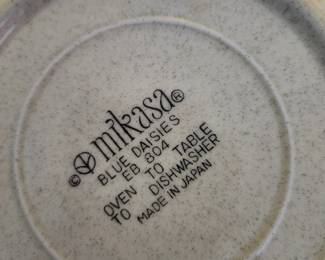 mikasa®
©
BLUE DAISIES
EB 804
OVEN TO TABLE
TO DISHWASHER
MADE IN JAPAN